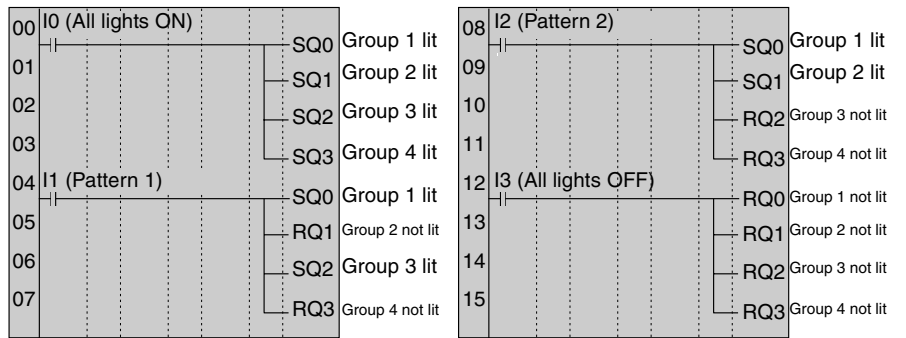 00 I0 (All lights ON)
SQ0 Group 1 lit
01 SQ1 Group 2 lit
02 SQ2 Group 3 lit
03 SQ3 Group 4 lit
04 I1 (Pattern 1)
SQ0 Group 1 lit
05 RQ1 Group 2 not lit
06 SQ2 Group 3 lit
07 RQ3 Group 4 not lit
08 I2 (Pattern 2)
SQ0 Group 1 lit
09 SQ1 Group 2 lit
10 RQ2 Group 3 not lit
11 RQ3 Group 4 not lit
12 I3 (All lights OFF)
RQ0 Group 1 not lit
13 RQ1 Group 2 not lit
14 RQ2 Group 3 not lit
15 RQ3 Group 4 not lit